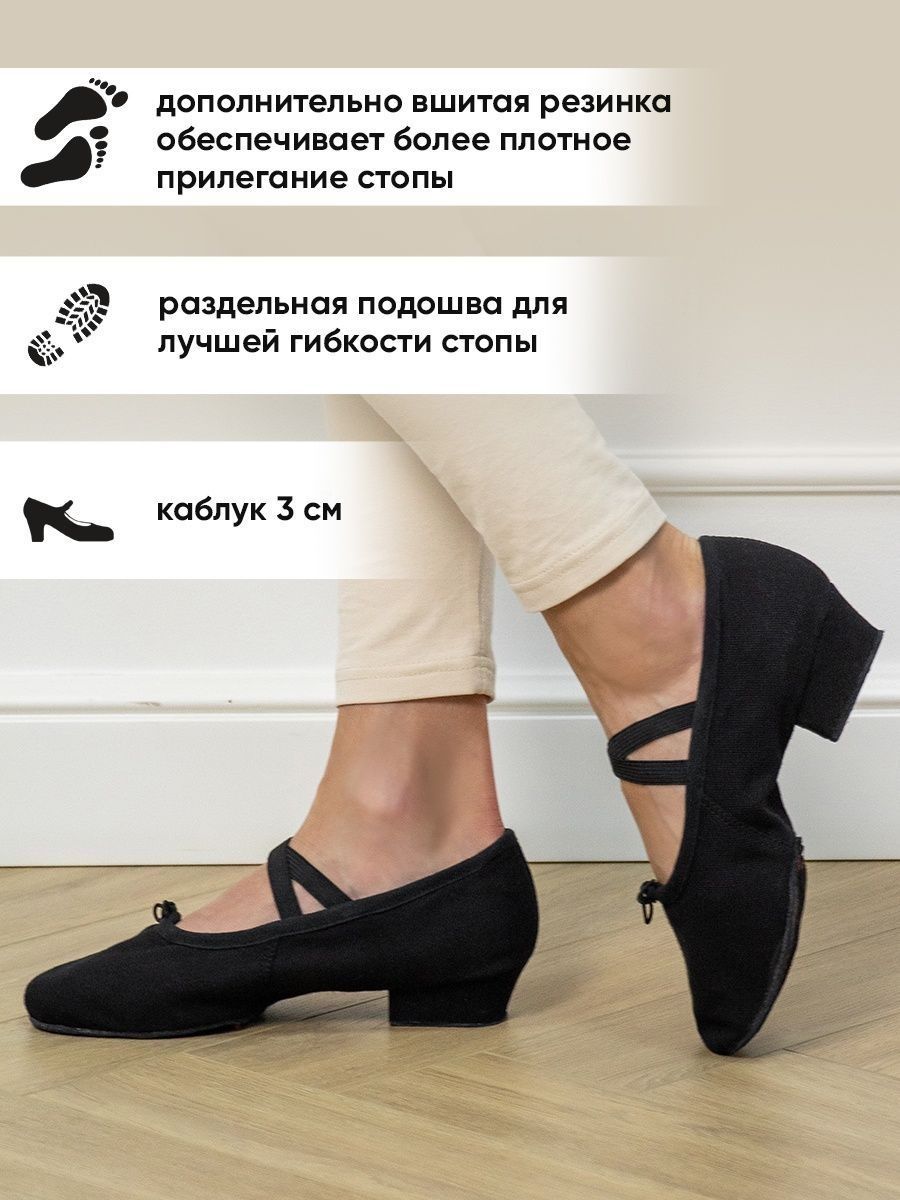 дополнительно вшитая резинка
обеспечивает более плотное
прилегание стопы
раздельная подошва для
лучшей гибкости стопы
каблук 3 см